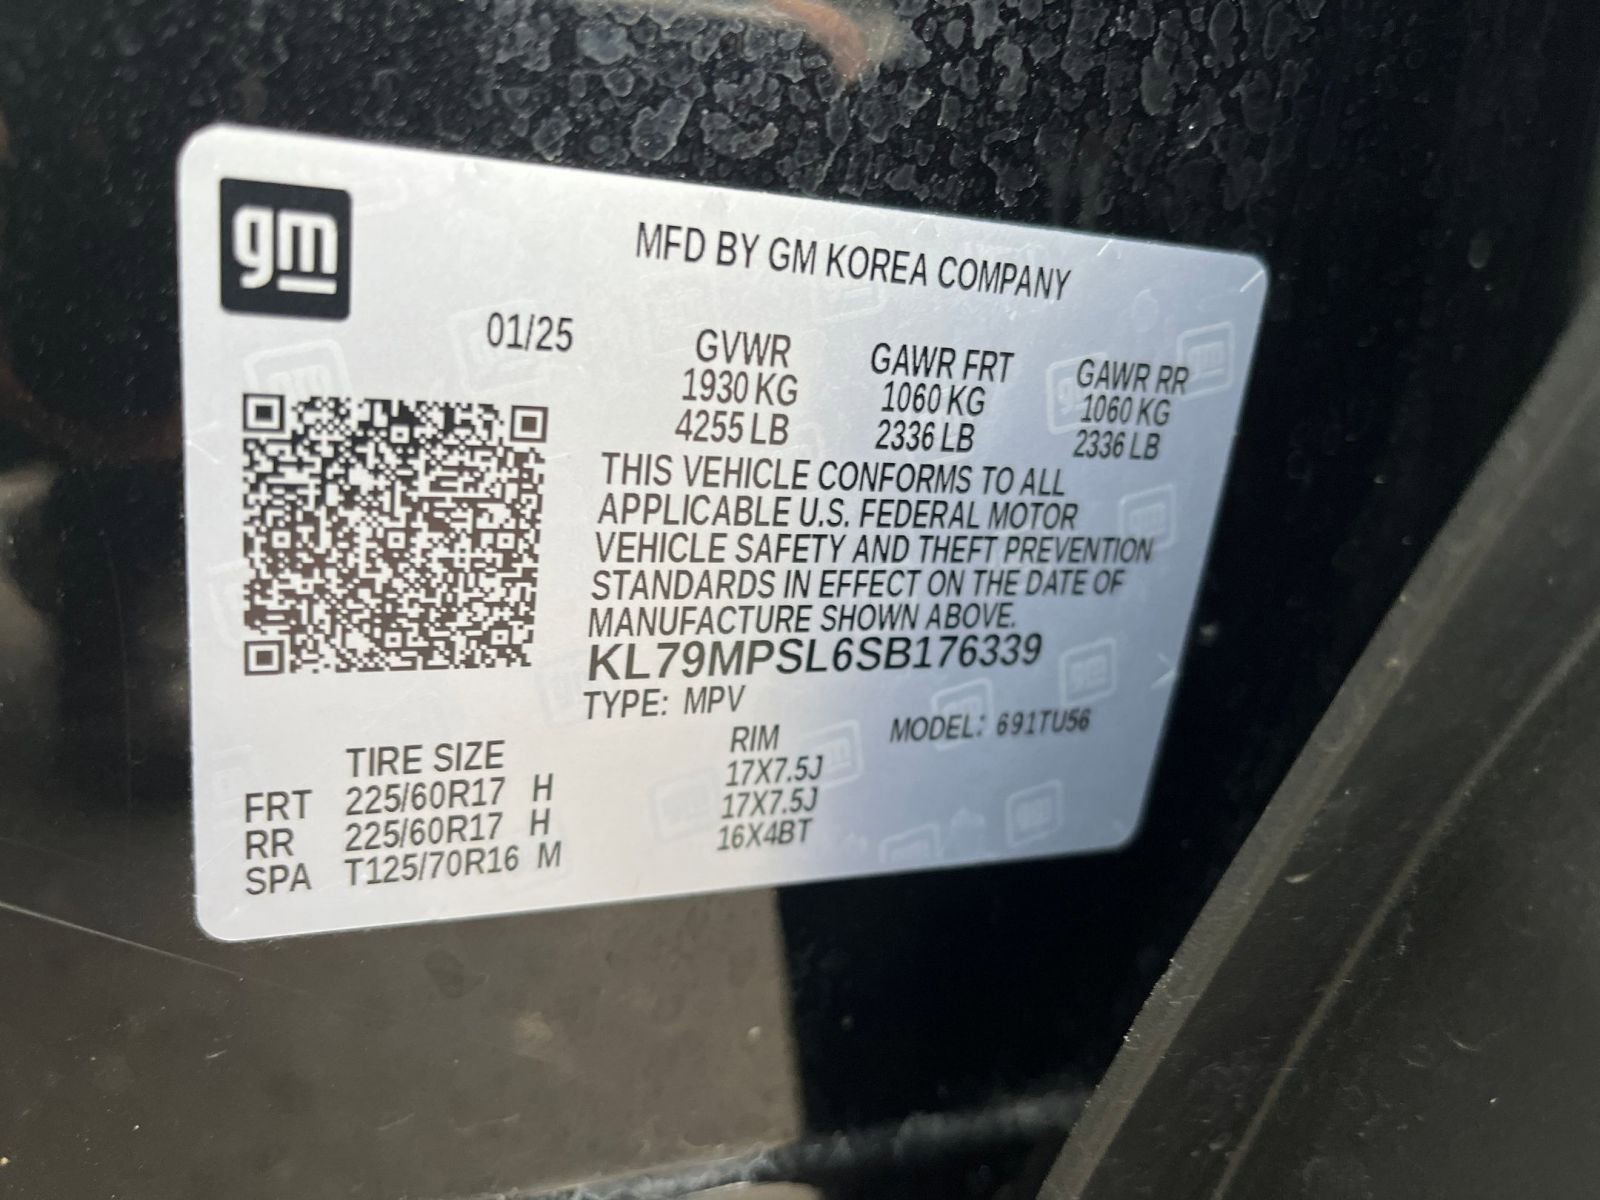 gm
MFD BY GM KOREA COMPANY
01/25
GVWR GAWR FRT GAWR RR
1930 KG 1060 KG 1060 KG
4255 LB 2336 LB 2336 LB
THIS VEHICLE CONFORMS TO ALL
APPLICABLE U.S. FEDERAL MOTOR
VEHICLE SAFETY AND THEFT PREVENTION
STANDARDS IN EFFECT ON THE DATE OF
MANUFACTURE SHOWN ABOVE.
KL79MPSL6SB176339
TYPE: MPV MODEL: 691TU56
TIRE SIZE RIM
FRT 225/60R17 H 17X7.5J
RR 225/60R17 H 17X7.5J
SPA T125/70R16 M 16X4BT